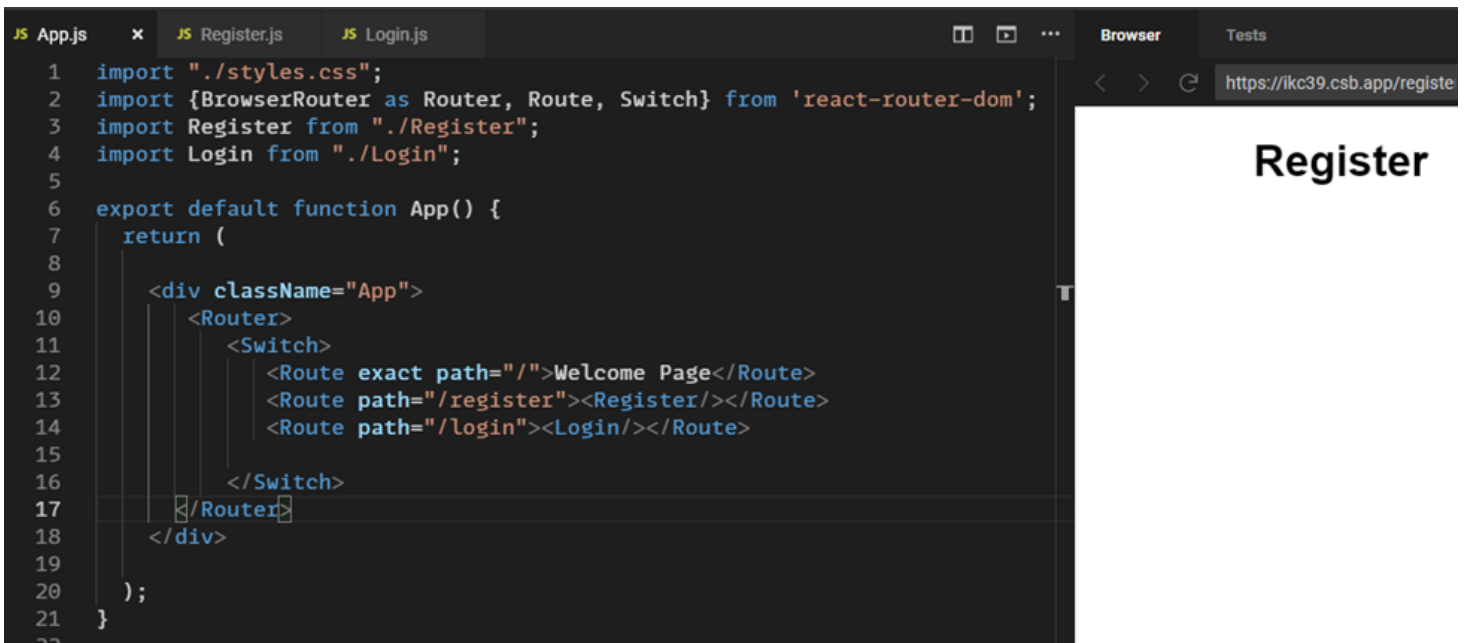 JS App.js × JS Register.js JS Login.js ··· Browser Tests
https://ikc39.csb.app/registe
Register
1 import "./styles.css";
2 import {BrowserRouter as Router, Route, Switch} from 'react-router-dom';
3 import Register from "./Register";
4 import Login from "./Login";
5
6 export default function App() {
7 return (
8
9 <div className="App">
10 <Router>
11 <Switch>
12 <Route exact path="/">Welcome Page</Route>
13 <Route path="/register"><Register/></Route>
14 <Route path="/login"><Login/></Route>
15
16 </Switch>
17 </Router>
18 </div>
19
20 );
21 }